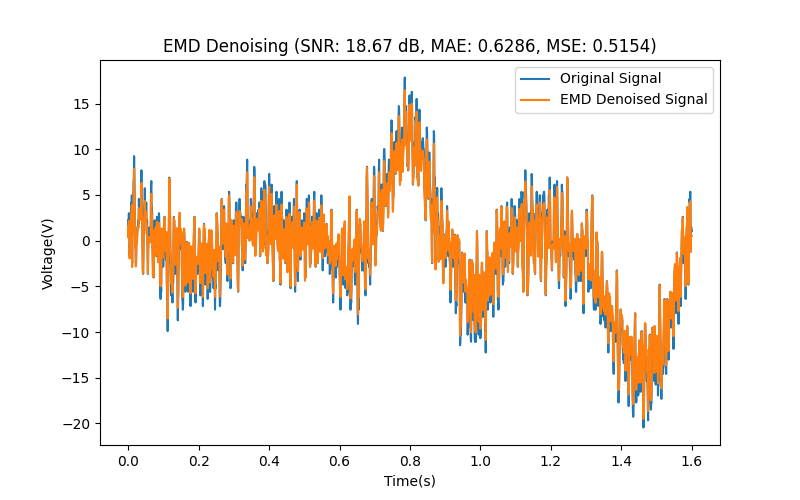 EMD Denoising (SNR: 18.67 dB, MAE: 0.6286, MSE: 0.5154)
Original Signal
EMD Denoised Signal
Voltage(V)
15
10
5
0
−5
−10
−15
−20
0.0 0.2 0.4 0.6 0.8 1.0 1.2 1.4 1.6
Time(s)